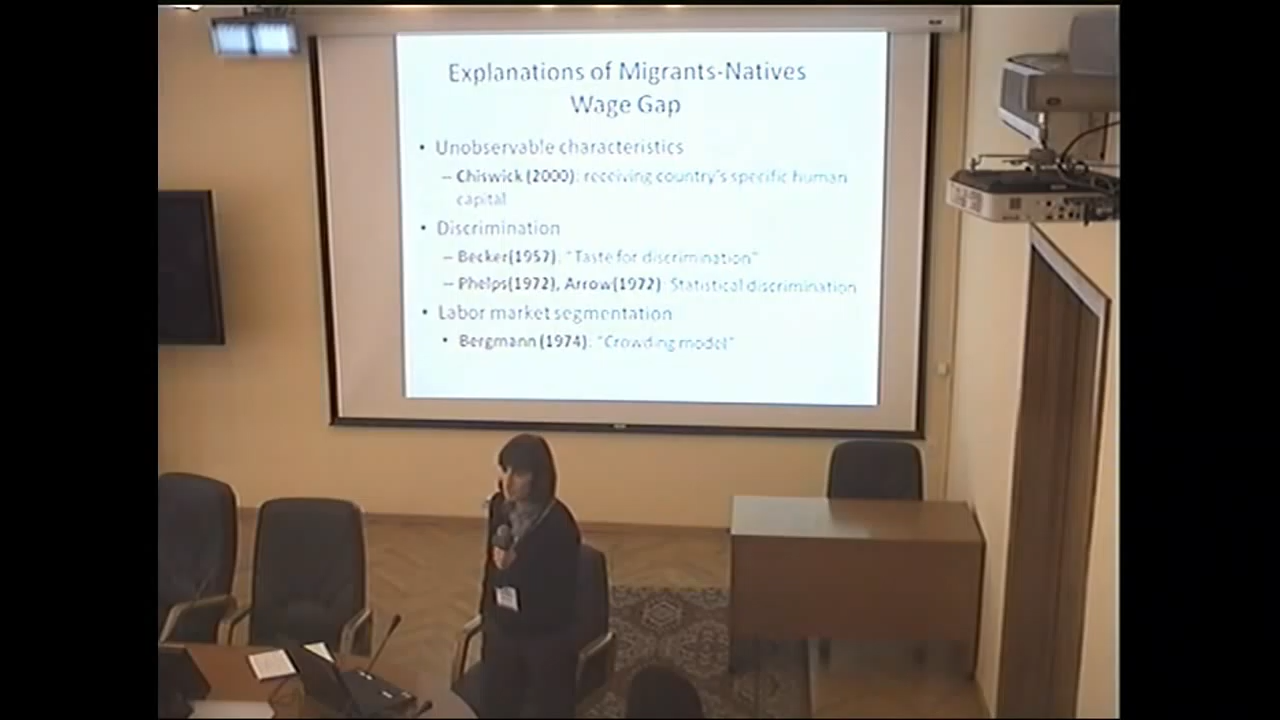 Explanations of Migrants-Natives
Wage Gap
• Unobservable characteristics
– Chiswick (2000): receiving country's specific human
capital
• Discrimination
– Becker(1957): "Taste for discrimination"
– Phelps(1972), Arrow(1972): Statistical discrimination
• Labor market segmentation
• Bergmann (1974): "Crowding model"